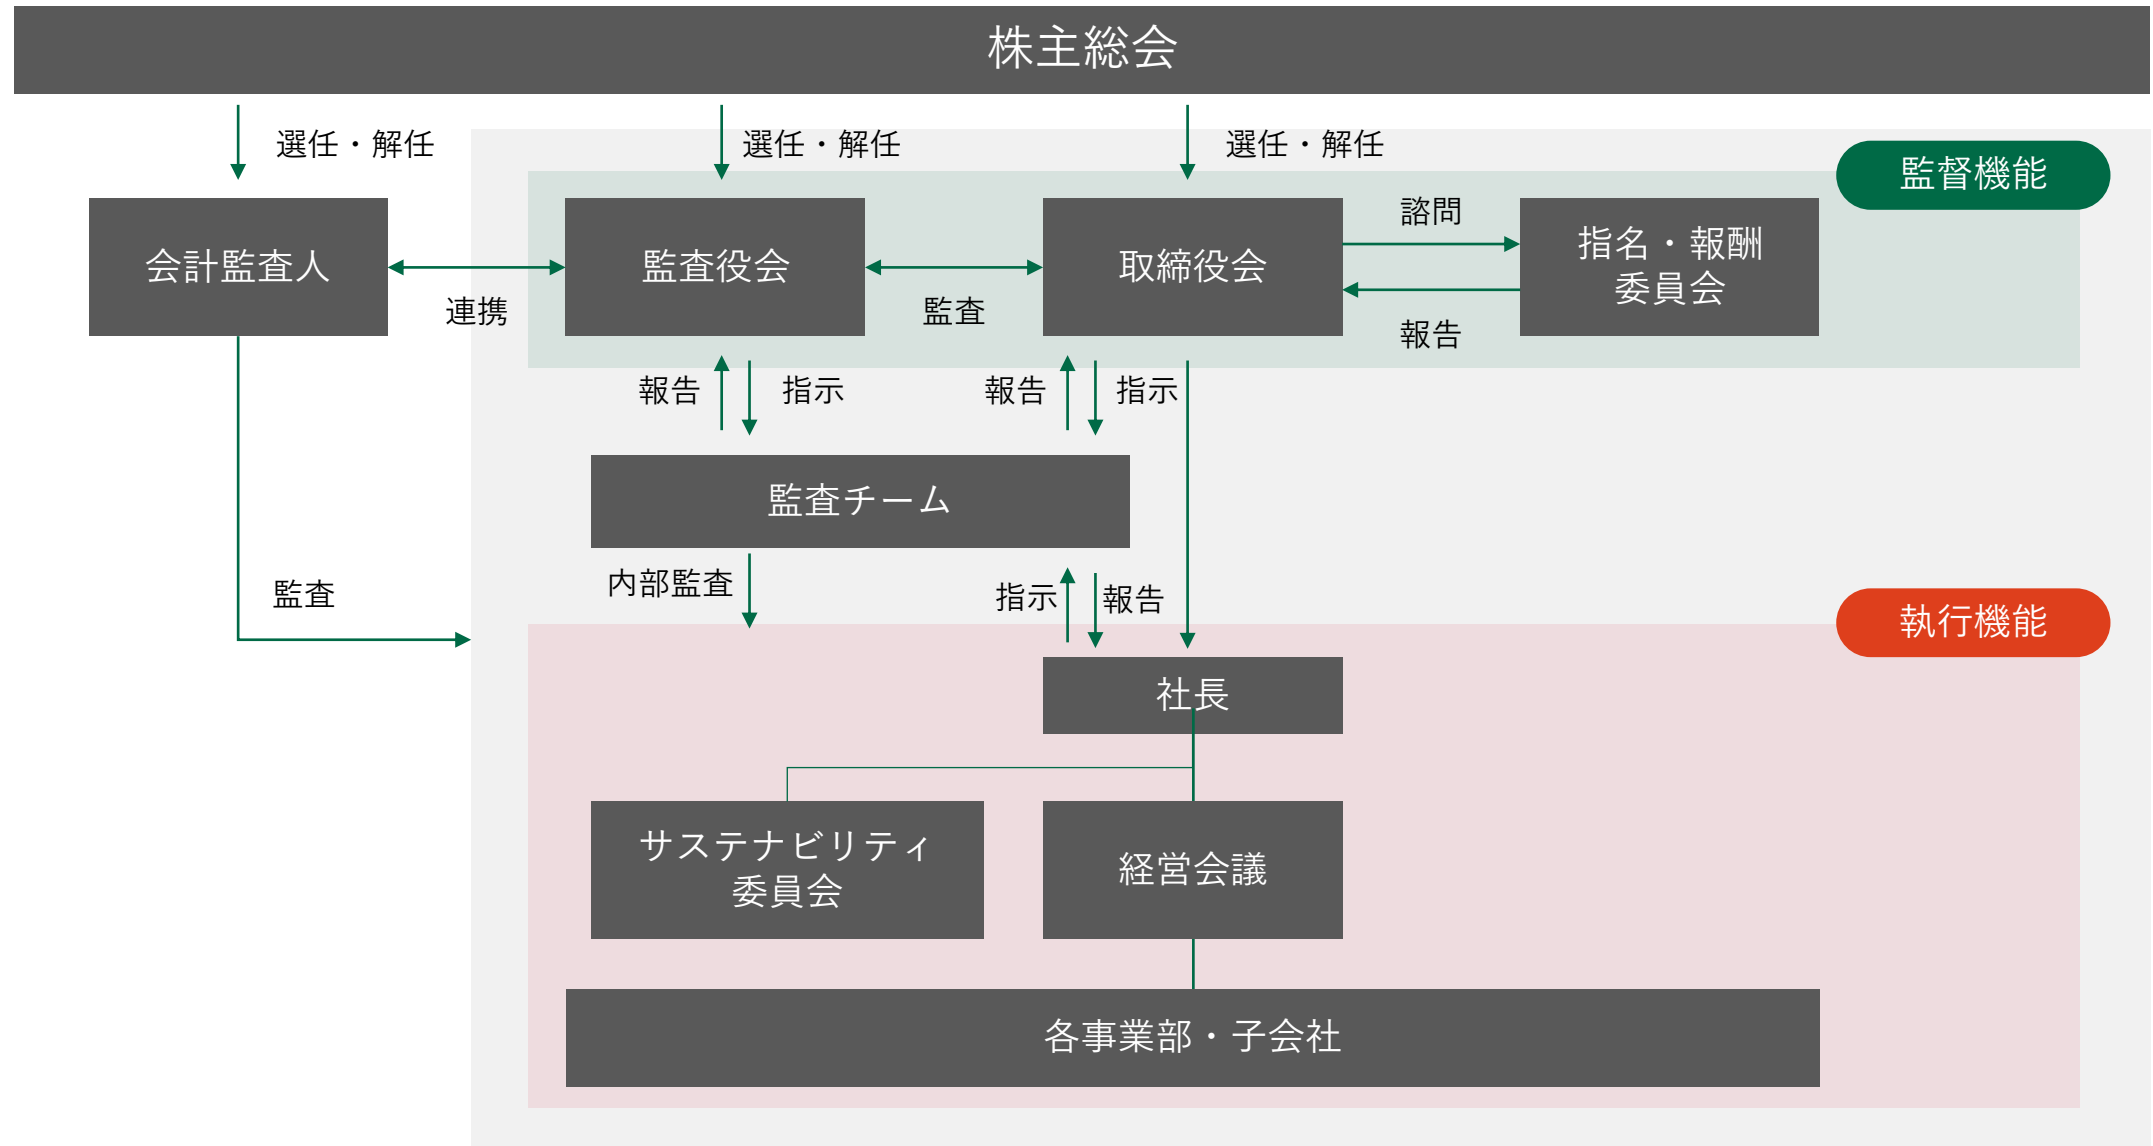 株主総会
選任・解任
選任・解任
選任・解任
監督機能
会計監査人
連携
監査役会
監査
取締役会
諮問
報告
指名・報酬
委員会
報告
指示
報告
指示
監査チーム
監査
内部監査
指示
報告
執行機能
社長
サステナビリティ
委員会
経営会議
各事業部・子会社